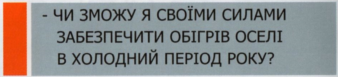 - ЧИ ЗМОЖУ Я СВОЇМИ СИЛАМИ
ЗАБЕЗПЕЧИТИ ОБІГРІВ ОСЕЛІ
В ХОЛОДНИЙ ПЕРІОД РОКУ?